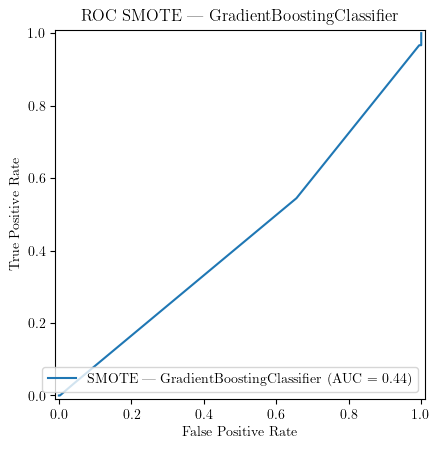 ROC SMOTE — GradientBoostingClassifier
1.0
0.8
0.6
0.4
0.2
0.0
True Positive Rate
SMOTE — GradientBoostingClassifier (AUC = 0.44)
0.0 0.2 0.4 0.6 0.8 1.0
False Positive Rate